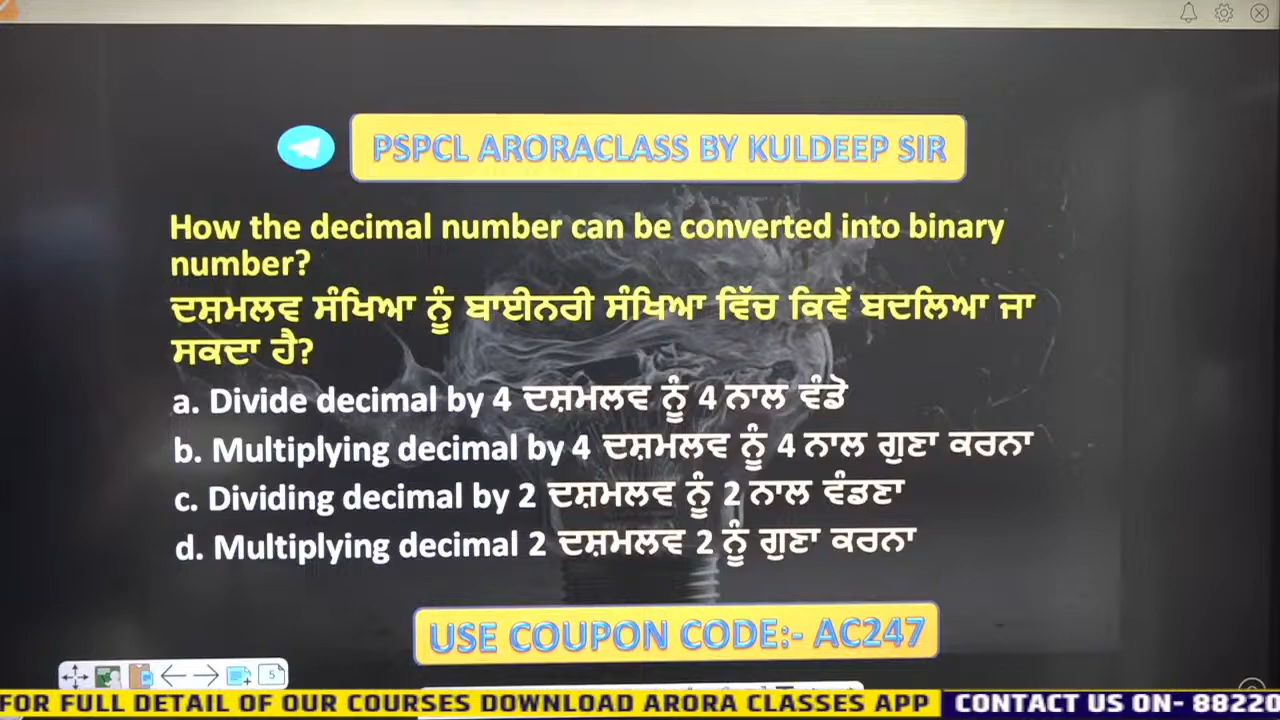 PSPCL ARORACLASS BY KULDEEP SIR
How the decimal number can be converted into binary
number?
ਦਸ਼ਮਲਵ ਸੰਖਿਆ ਨੂੰ ਬਾਈਨਰੀ ਸੰਖਿਆ ਵਿੱਚ ਕਿਵੇਂ ਬਦਲਿਆ ਜਾ
ਸਕਦਾ ਹੈ?
a. Divide decimal by 4 ਦਸ਼ਮਲਵ ਨੂੰ 4 ਨਾਲ ਵੰਡੋ
b. Multiplying decimal by 4 ਦਸ਼ਮਲਵ ਨੂੰ 4 ਨਾਲ ਗੁਣਾ ਕਰਨਾ
c. Dividing decimal by 2 ਦਸ਼ਮਲਵ ਨੂੰ 2 ਨਾਲ ਵੰਡਣਾ
d. Multiplying decimal 2 ਦਸ਼ਮਲਵ 2 ਨੂੰ ਗੁਣਾ ਕਰਨਾ
USE COUPON CODE:- AC247
5
FOR FULL DETAIL OF OUR COURSES DOWNLOAD ARORA CLASSES APP CONTACT US ON- 88220